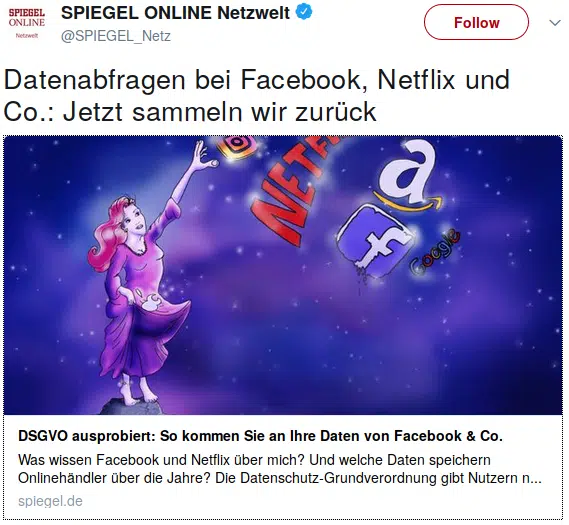 SPIEGEL
ONLINE
Netzwelt
SPIEGEL ONLINE Netzwelt
@SPIEGEL_Netz
Follow
Datenabfragen bei Facebook, Netflix und
Co.: Jetzt sammeln wir zurück
NETF
a
f
Google
DSGVO ausprobiert: So kommen Sie an Ihre Daten von Facebook & Co.
Was wissen Facebook und Netflix über mich? Und welche Daten speichern
Onlinehändler über die Jahre? Die Datenschutz-Grundverordnung gibt Nutzern n...
spiegel.de